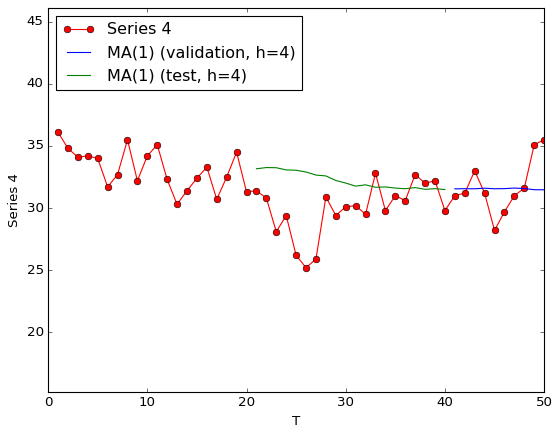 Series 4
MA(1) (validation, h=4)
MA(1) (test, h=4)
45
40
35
30
25
20
Series 4
0 10 20 30 40 50
T